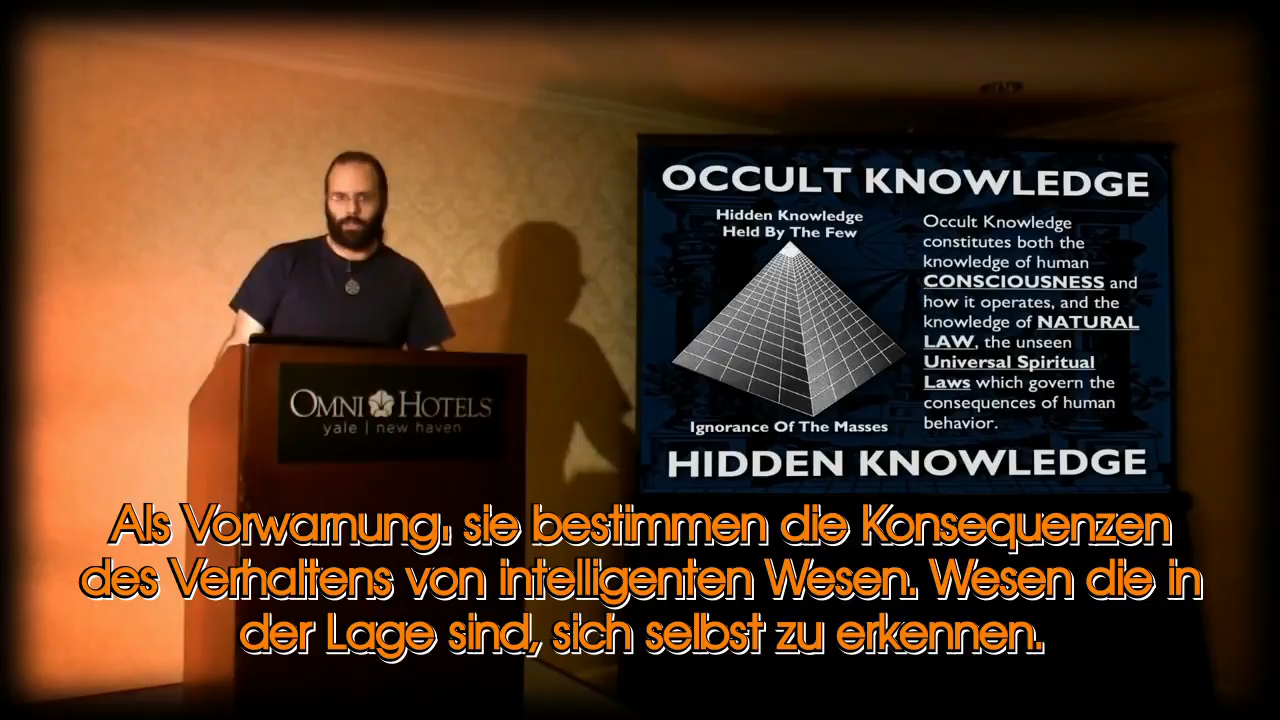 OCCULT KNOWLEDGE
Hidden Knowledge
Held By The Few
Ignorance Of The Masses
Occult Knowledge
constitutes both the
knowledge of human
CONSCIOUSNESS and
how it operates, and the
knowledge of NATURAL
LAW, the unseen
Universal Spiritual
Laws which govern the
consequences of human
behavior.
HIDDEN KNOWLEDGE
OMNI HOTELS
yale | new haven
Als Vorwarnung, sie bestimmen die Konsequenzen
des Verhaltens von intelligenten Wesen. Wesen die in
der Lage sind, sich selbst zu erkennen.